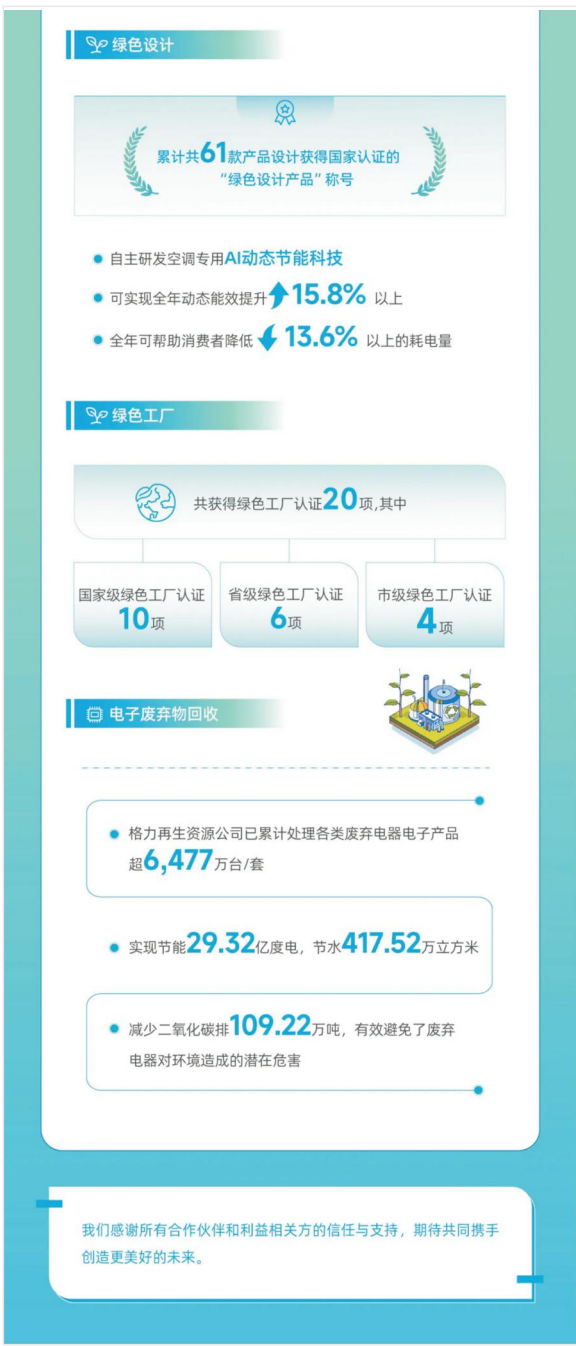 绿色设计
累计共61款产品设计获得国家认证的
“绿色设计产品”称号
自主研发空调专用AI动态节能科技
可实现全年动态能效提升15.8% 以上
全年可帮助消费者降低13.6% 以上的耗电量
绿色工厂
共获得绿色工厂认证20项,其中
国家级绿色工厂认证
10项
省级绿色工厂认证
6项
市级绿色工厂认证
4项
电子废弃物回收
格力再生资源公司已累计处理各类废弃电器电子产品
超6,477万台/套
实现节能29.32亿度电，节水417.52万立方米
减少二氧化碳排109.22万吨，有效避免了废弃
电器对环境造成的潜在危害
我们感谢所有合作伙伴和利益相关方的信任与支持，期待共同携手
创造更美好的未来。